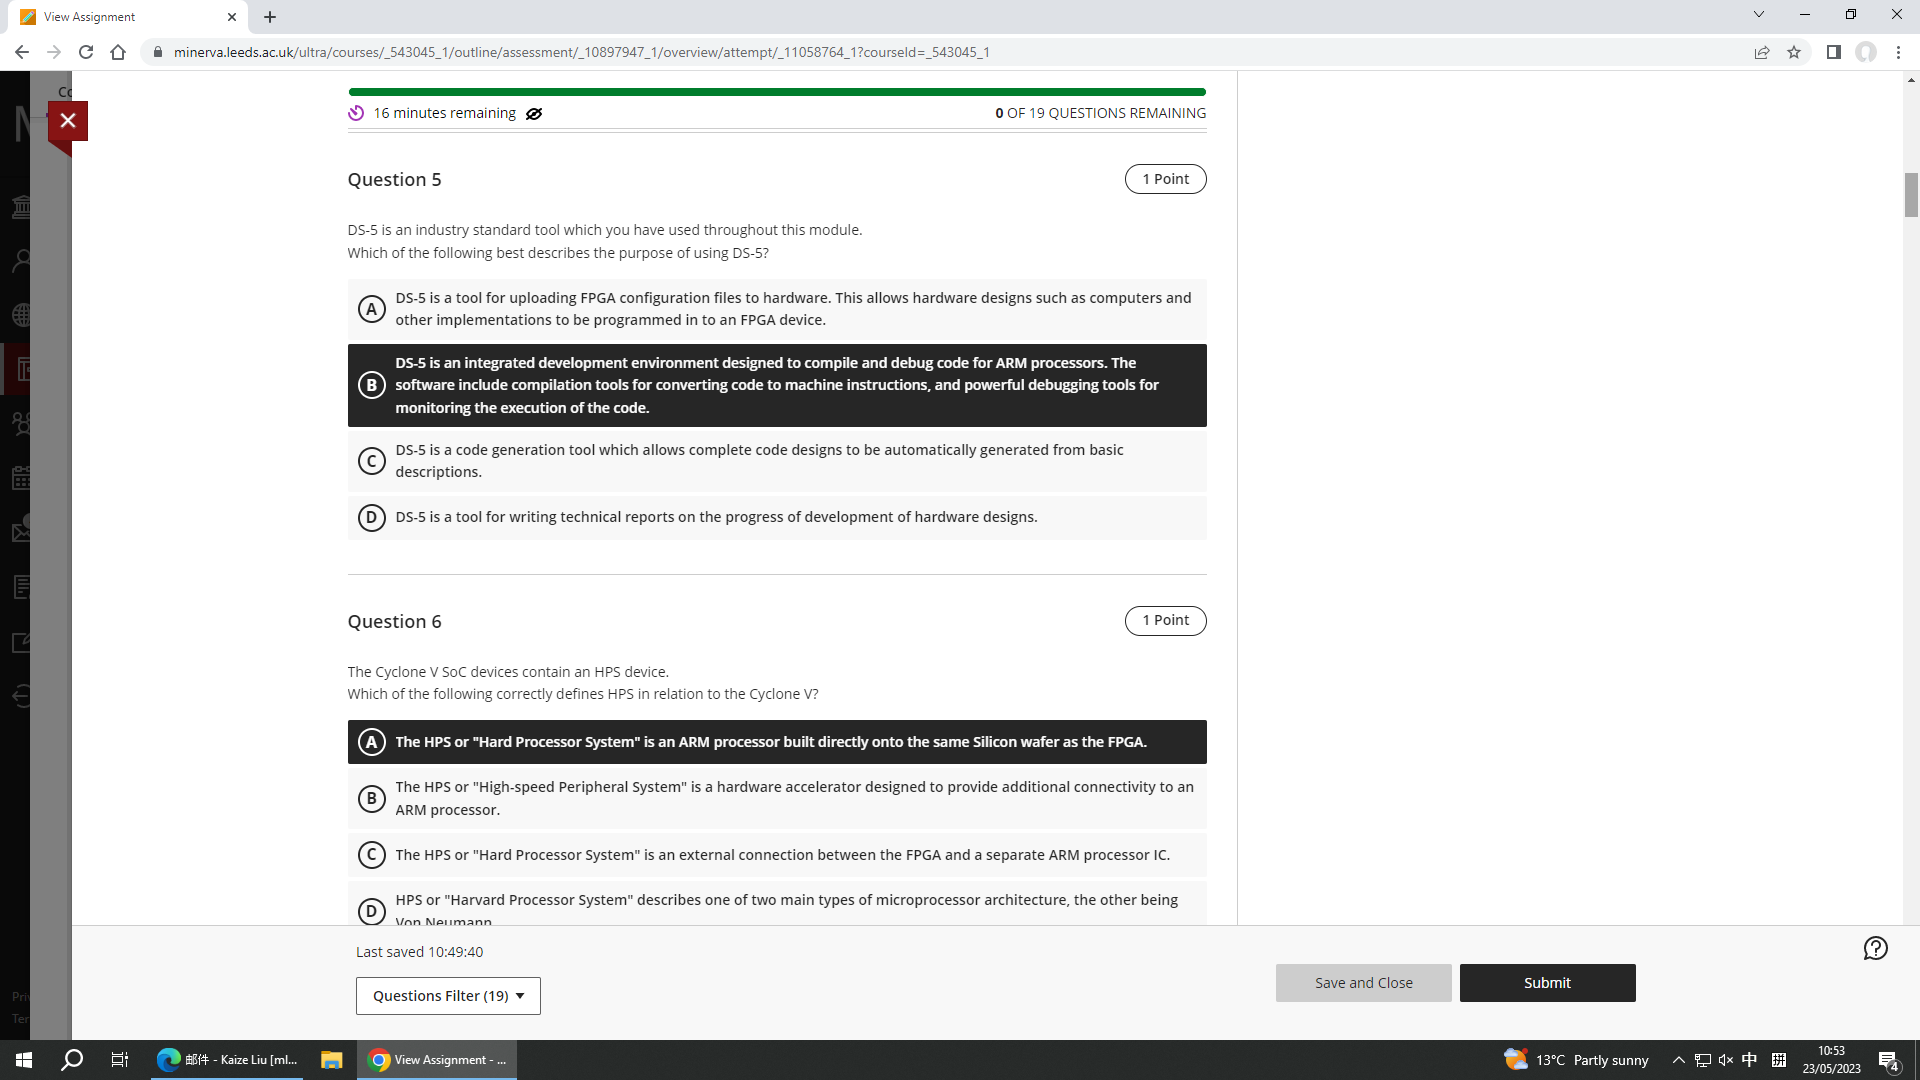 View Assignment
minerva.leeds.ac.uk/ultra/courses/_543045_1/outline/assessment/_10897947_1/overview/attempt/_11058764_1?courseId=_543045_1
16 minutes remaining
0 OF 19 QUESTIONS REMAINING
Question 5
1 Point
DS-5 is an industry standard tool which you have used throughout this module.
Which of the following best describes the purpose of using DS-5?
A
DS-5 is a tool for uploading FPGA configuration files to hardware. This allows hardware designs such as computers and
other implementations to be programmed in to an FPGA device.
B
DS-5 is an integrated development environment designed to compile and debug code for ARM processors. The
software include compilation tools for converting code to machine instructions, and powerful debugging tools for
monitoring the execution of the code.
C
DS-5 is a code generation tool which allows complete code designs to be automatically generated from basic
descriptions.
D
DS-5 is a tool for writing technical reports on the progress of development of hardware designs.
Question 6
1 Point
The Cyclone V SoC devices contain an HPS device.
Which of the following correctly defines HPS in relation to the Cyclone V?
A
The HPS or "Hard Processor System" is an ARM processor built directly onto the same Silicon wafer as the FPGA.
B
The HPS or "High-speed Peripheral System" is a hardware accelerator designed to provide additional connectivity to an
ARM processor.
C
The HPS or "Hard Processor System" is an external connection between the FPGA and a separate ARM processor IC.
D
HPS or "Harvard Processor System" describes one of two main types of microprocessor architecture, the other being
Von Neumann
Last saved 10:49:40
Questions Filter (19)
Save and Close
Submit
邮件 - Kaize Liu [ml...
View Assignment - ...
13°C Partly sunny
中
拼
10:53
23/05/2023
4